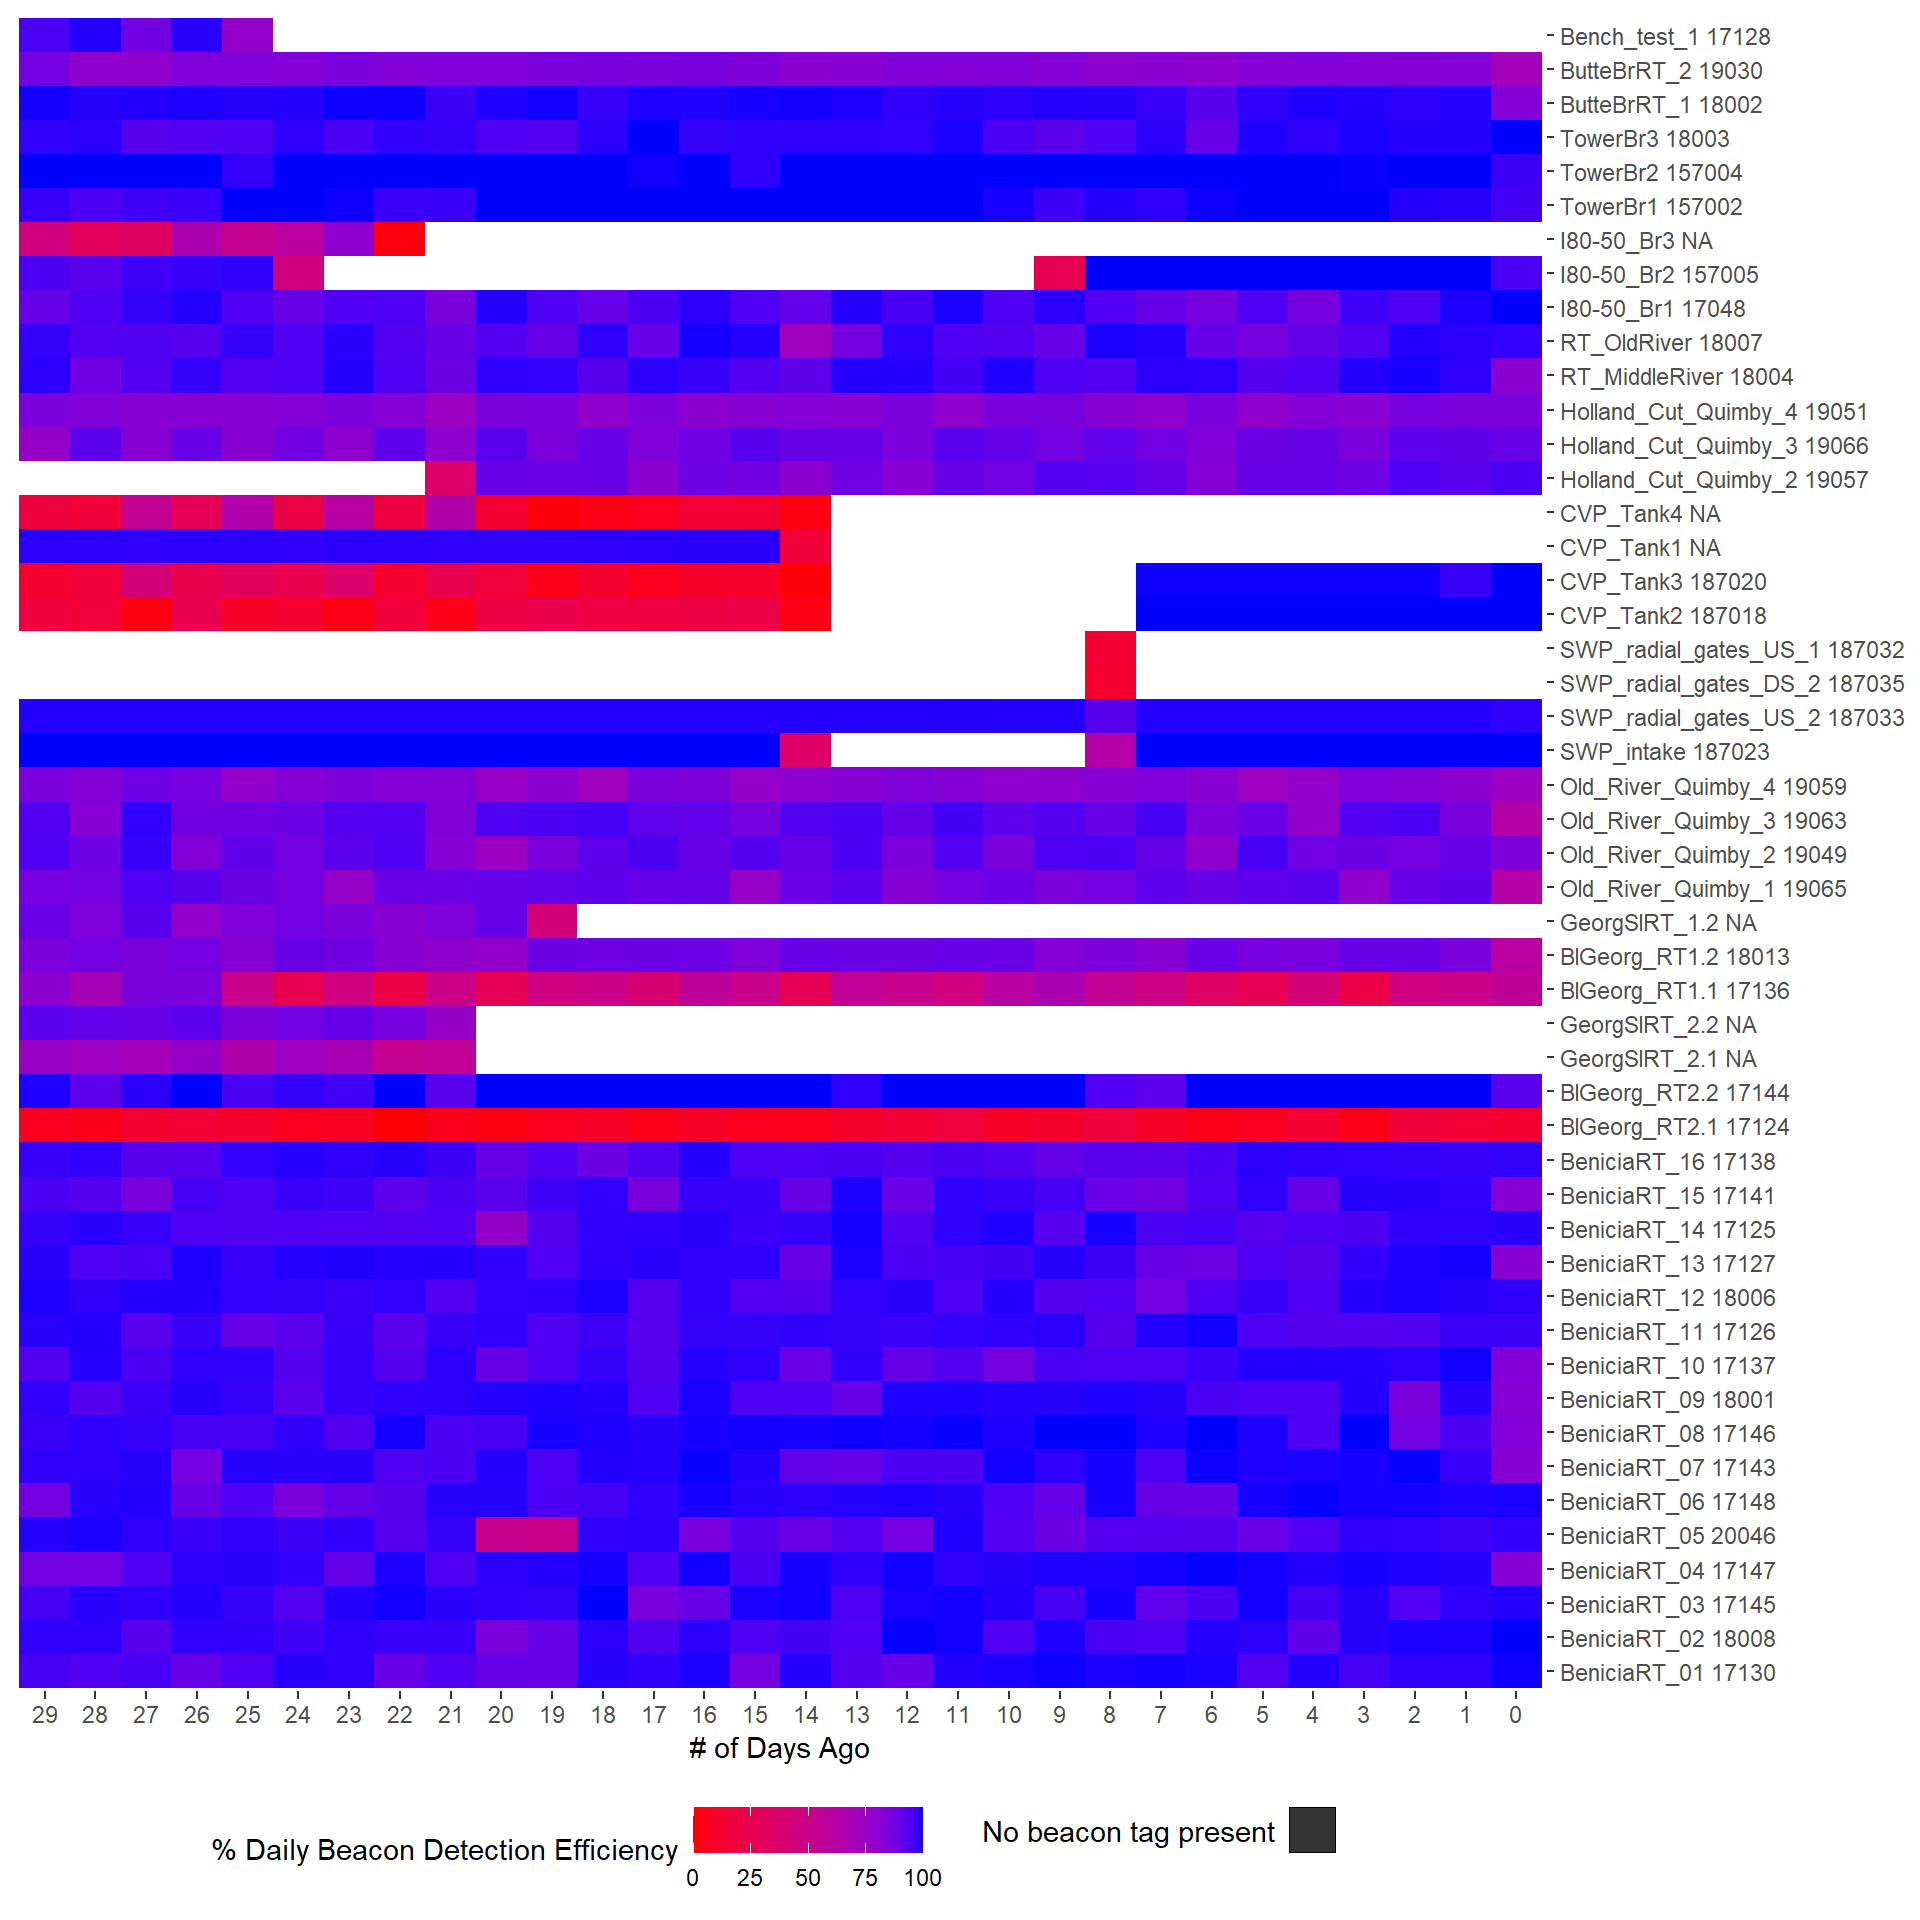 Bench_test_1 17128
ButteBrRT_2 19030
ButteBrRT_1 18002
TowerBr3 18003
TowerBr2 157004
TowerBr1 157002
I80-50_Br3 NA
I80-50_Br2 157005
I80-50_Br1 17048
RT_OldRiver 18007
RT_MiddleRiver 18004
Holland_Cut_Quimby_4 19051
Holland_Cut_Quimby_3 19066
Holland_Cut_Quimby_2 19057
CVP_Tank4 NA
CVP_Tank1 NA
CVP_Tank3 187020
CVP_Tank2 187018
SWP_radial_gates_US_1 187032
SWP_radial_gates_DS_2 187035
SWP_radial_gates_US_2 187033
SWP_intake 187023
Old_River_Quimby_4 19059
Old_River_Quimby_3 19063
Old_River_Quimby_2 19049
Old_River_Quimby_1 19065
GeorgSlRT_1.2 NA
BlGeorg_RT1.2 18013
BlGeorg_RT1.1 17136
GeorgSlRT_2.2 NA
GeorgSlRT_2.1 NA
BlGeorg_RT2.2 17144
BlGeorg_RT2.1 17124
BeniciaRT_16 17138
BeniciaRT_15 17141
BeniciaRT_14 17125
BeniciaRT_13 17127
BeniciaRT_12 18006
BeniciaRT_11 17126
BeniciaRT_10 17137
BeniciaRT_09 18001
BeniciaRT_08 17146
BeniciaRT_07 17143
BeniciaRT_06 17148
BeniciaRT_05 20046
BeniciaRT_04 17147
BeniciaRT_03 17145
BeniciaRT_02 18008
BeniciaRT_01 17130
29 28 27 26 25 24 23 22 21 20 19 18 17 16 15 14 13 12 11 10 9 8 7 6 5 4 3 2 1 0
# of Days Ago
% Daily Beacon Detection Efficiency
0 25 50 75 100
No beacon tag present